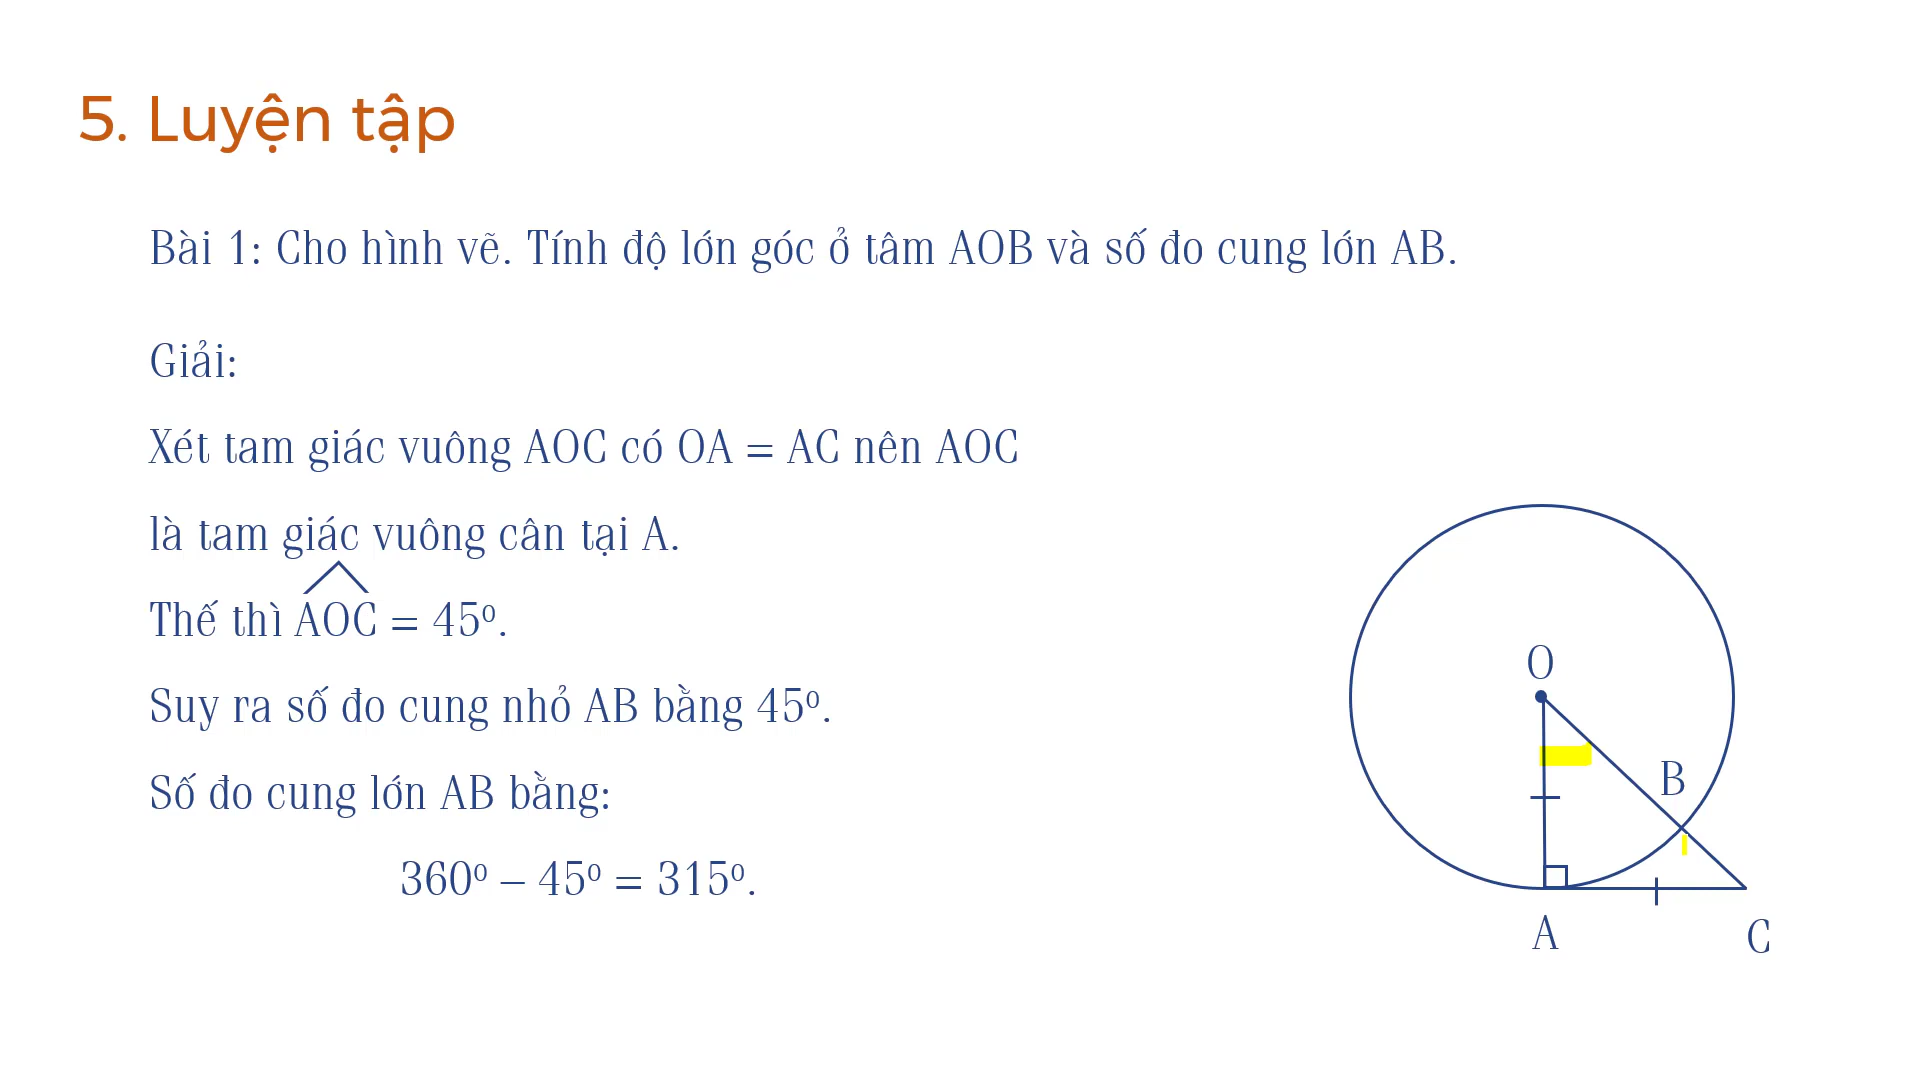 5. Luyện tập
Bài 1: Cho hình vẽ. Tính độ lớn góc ở tâm AOB và số đo cung lớn AB.
Giải:
Xét tam giác vuông AOC có OA = AC nên AOC
là tam giác vuông cân tại A.
Thế thì AOC = 45º.
Suy ra số đo cung nhỏ AB bằng 45º.
Số đo cung lớn AB bằng:
360º – 45º = 315º.
O
B
A
C